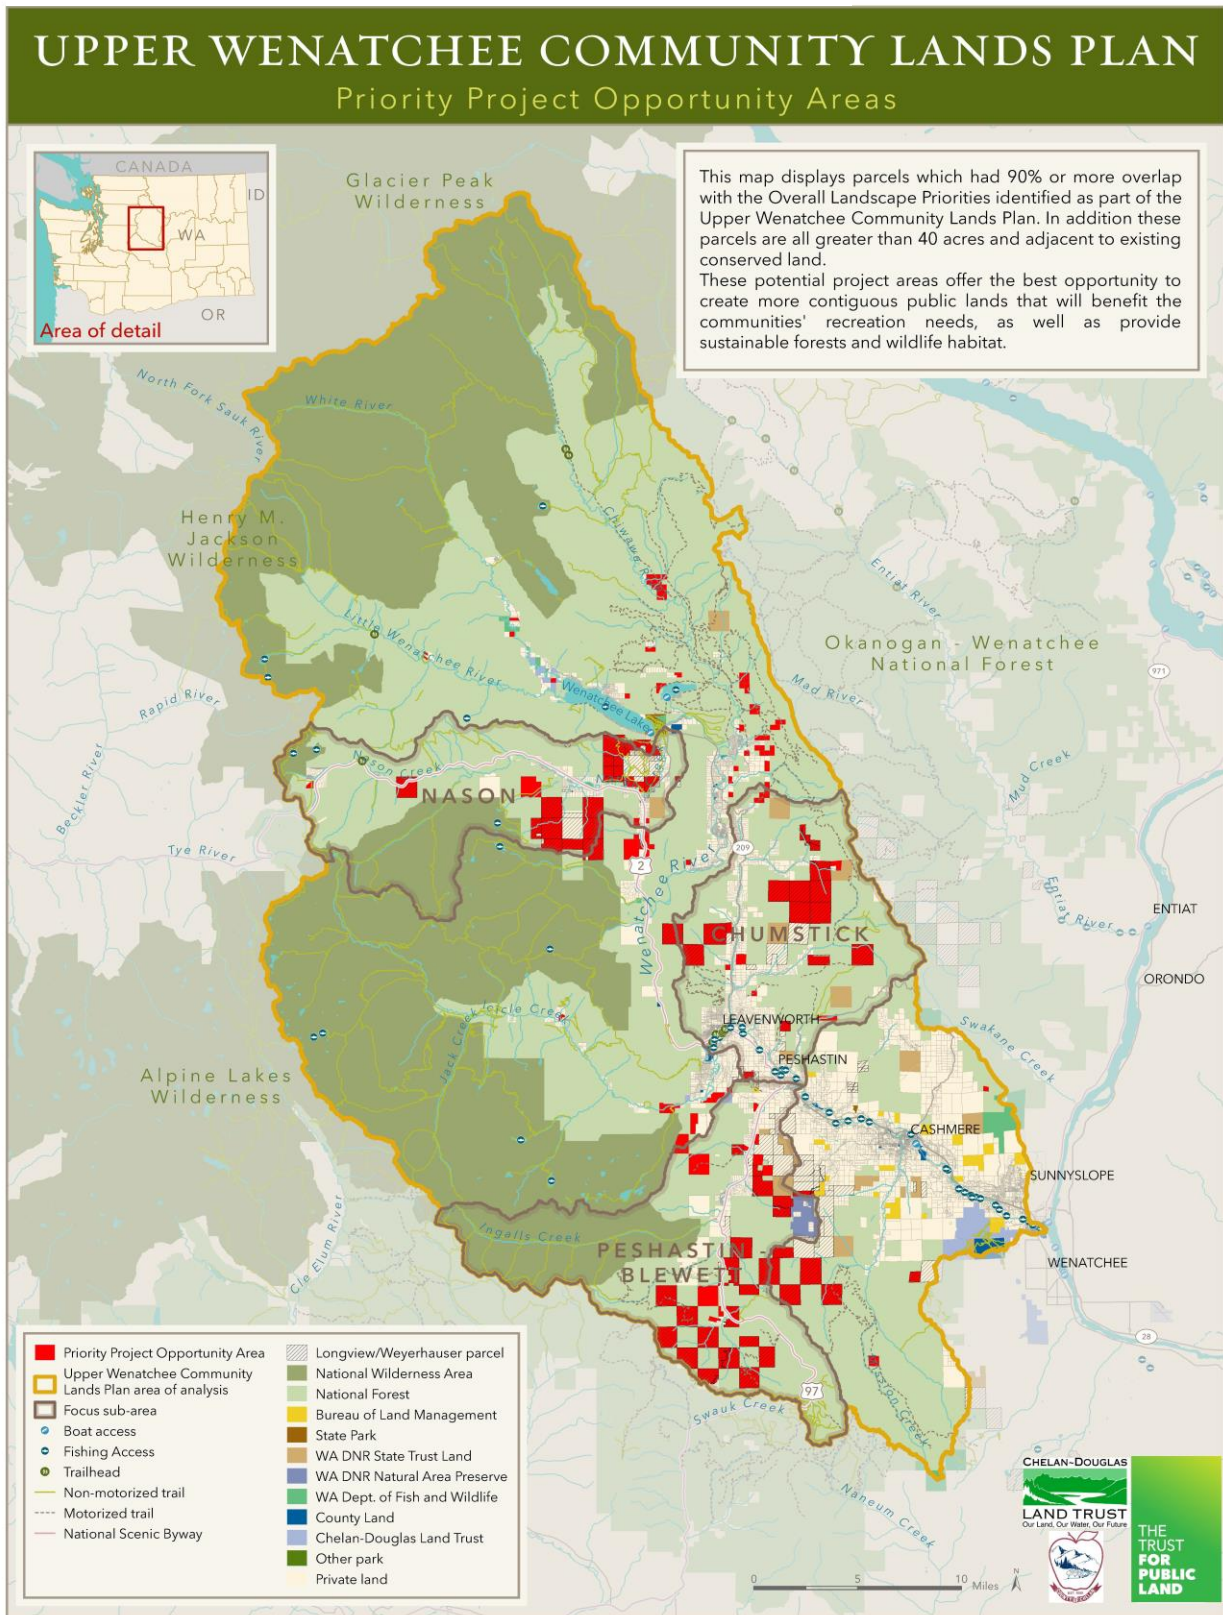 UPPER WENATCHEE COMMUNITY LANDS PLAN
Priority Project Opportunity Areas
CANADA
ID
WA
OR
Area of detail
Glacier Peak
Wilderness
This map displays parcels which had 90% or more overlap
with the Overall Landscape Priorities identified as part of the
Upper Wenatchee Community Lands Plan. In addition these
parcels are all greater than 40 acres and adjacent to existing
conserved land.
These potential project areas offer the best opportunity to
create more contiguous public lands that will benefit the
communities' recreation needs, as well as provide
sustainable forests and wildlife habitat.
North Fork Sauk River
White River
Henry M.
Jackson
Wilderness
Chiwawa
Entiat River
Little Wenatchee River
Okanogan - Wenatchee
National Forest
971
Rapid River
Wenatchee Lake
Mad River
Beckler River
Nason Creek
NASON
Mud Creek
Tye River
2
209
Wenatchee River
Entiat River
ENTIAT
CHUMSTICK
ORONDO
Icicle Creek
Jack Creek
LEAVENWORTH
Swakane Creek
PESHASTIN
Alpine Lakes
Wilderness
CASHMERE
SUNNYSLOPE
Cle Elum River
Ingalls Creek
PESHASTIN -
BLEWETT
WENATCHEE
28
Mission Creek
97
Swauk Creek
Naneum Creek
Priority Project Opportunity Area
Upper Wenatchee Community
Lands Plan area of analysis
Focus sub-area
Boat access
Fishing Access
Trailhead
Non-motorized trail
Motorized trail
National Scenic Byway
Longview/Weyerhauser parcel
National Wilderness Area
National Forest
Bureau of Land Management
State Park
WA DNR State Trust Land
WA DNR Natural Area Preserve
WA Dept. of Fish and Wildlife
County Land
Chelan-Douglas Land Trust
Other park
Private land
0 5 10 Miles
N
CHELAN-DOUGLAS
LAND TRUST
Our Land, Our Water, Our Future
THE
TRUST
FOR
PUBLIC
LAND